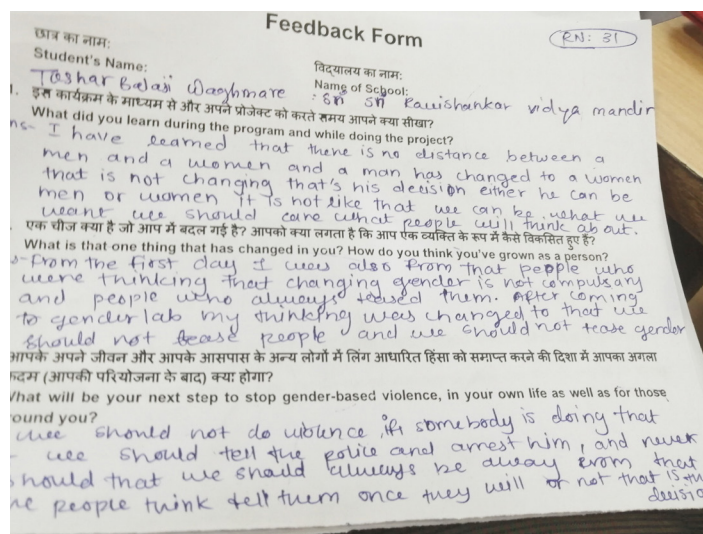 Feedback Form
RN: 31
छात्र का नाम:
Student's Name:
विद्यालय का नाम:
Name of School:
Toshar Balaji Waghmare : Sri Sri Ravishankar vidya mandir
इस कार्यक्रम के माध्यम से और अपने प्रोजेक्ट को करते समय आपने क्या सीखा?
What did you learn during the program and while doing the project?
ns- I have learned that there is no distance between a
men and a women and a man has changed to a women
that is not changing that's his decision either he can be
men or women it is not like that we can be what we
want we should care what people will think about.
एक चीज क्या है जो आप में बदल गई है? आपको क्या लगता है कि आप एक व्यक्ति के रूप में कैसे विकसित हुए हैं?
What is that one thing that has changed in you? How do you think you've grown as a person?
From the first day I was also from that people who
were thinking that changing gender is not compulsary
and people who always teased them. After coming
to gender lab my thinking was changed to that we
should not tease people and we should not tease gender
आपके अपने जीवन और आपके आसपास के अन्य लोगों में लिंग आधारित हिंसा को समाप्त करने की दिशा में आपका अगला
कदम (आपकी परियोजना के बाद) क्या होगा?
What will be your next step to stop gender-based violence, in your own life as well as for those
ound you?
we should not do violence if somebody is doing that
we should tell the police and arrest him, and never
should that we should always be away from that
he people think tell them once they will or not that is
decisio